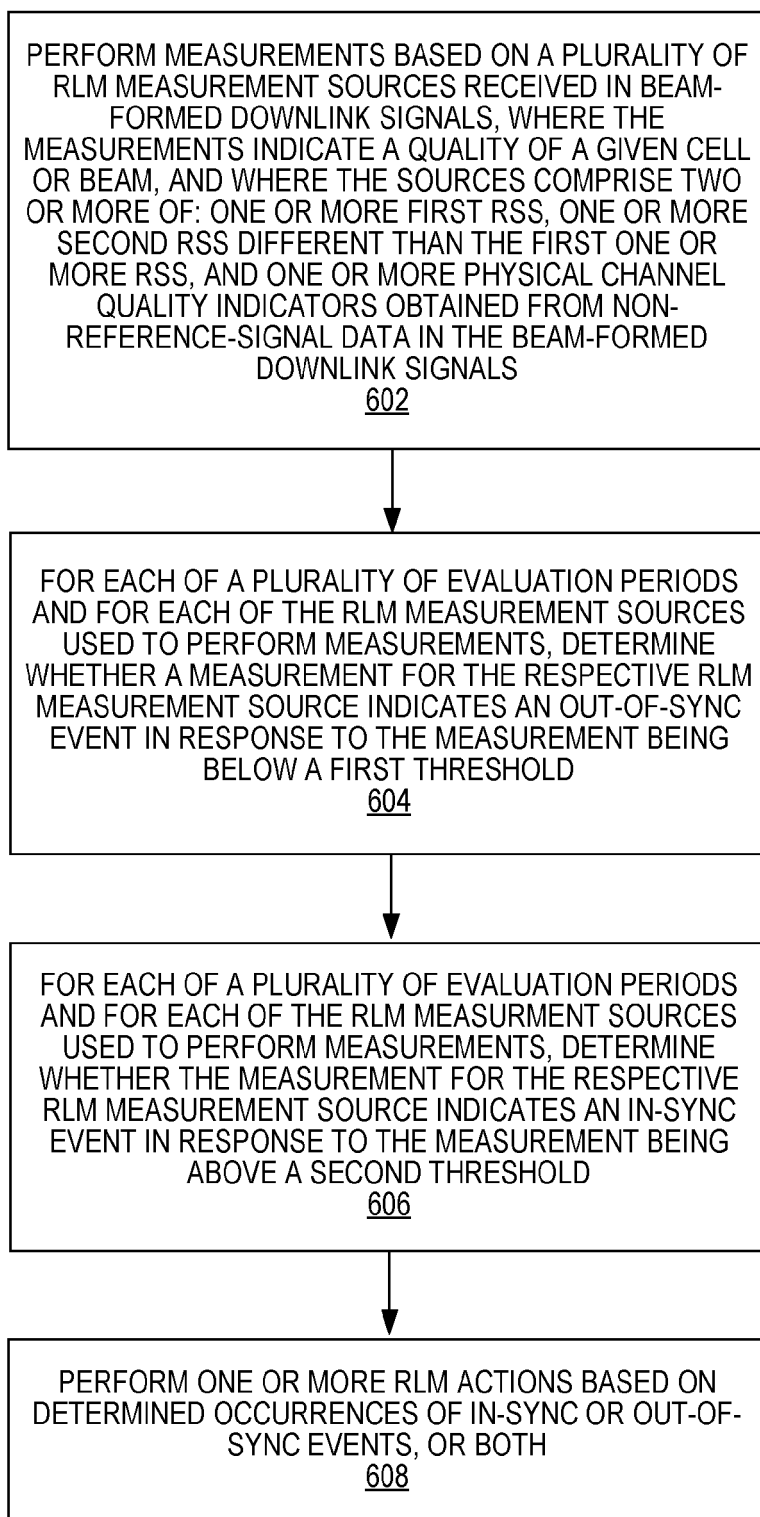 PERFORM MEASUREMENTS BASED ON A PLURALITY OF
RLM MEASUREMENT SOURCES RECEIVED IN BEAM-
FORMED DOWNLINK SIGNALS, WHERE THE
MEASUREMENTS INDICATE A QUALITY OF A GIVEN CELL
OR BEAM, AND WHERE THE SOURCES COMPRISE TWO
OR MORE OF: ONE OR MORE FIRST RSS, ONE OR MORE
SECOND RSS DIFFERENT THAN THE FIRST ONE OR
MORE RSS, AND ONE OR MORE PHYSICAL CHANNEL
QUALITY INDICATORS OBTAINED FROM NON-
REFERENCE-SIGNAL DATA IN THE BEAM-FORMED
DOWNLINK SIGNALS
602
FOR EACH OF A PLURALITY OF EVALUATION PERIODS
AND FOR EACH OF THE RLM MEASUREMENT SOURCES
USED TO PERFORM MEASUREMENTS, DETERMINE
WHETHER A MEASUREMENT FOR THE RESPECTIVE RLM
MEASUREMENT SOURCE INDICATES AN OUT-OF-SYNC
EVENT IN RESPONSE TO THE MEASUREMENT BEING
BELOW A FIRST THRESHOLD
604
FOR EACH OF A PLURALITY OF EVALUATION PERIODS
AND FOR EACH OF THE RLM MEASURMENT SOURCES
USED TO PERFORM MEASUREMENTS, DETERMINE
WHETHER THE MEASUREMENT FOR THE RESPECTIVE
RLM MEASUREMENT SOURCE INDICATES AN IN-SYNC
EVENT IN RESPONSE TO THE MEASUREMENT BEING
ABOVE A SECOND THRESHOLD
606
PERFORM ONE OR MORE RLM ACTIONS BASED ON
DETERMINED OCCURRENCES OF IN-SYNC OR OUT-OF-
SYNC EVENTS, OR BOTH
608